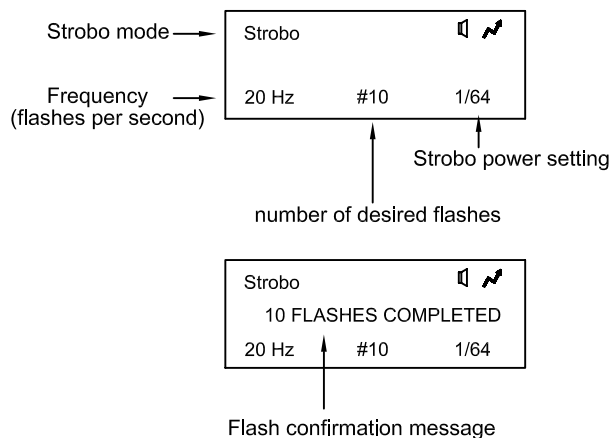 Strobo mode
Strobo
Frequency
(flashes per second)
20 Hz #10 1/64
Strobo power setting
number of desired flashes
Strobo
10 FLASHES COMPLETED
20 Hz #10 1/64
Flash confirmation message